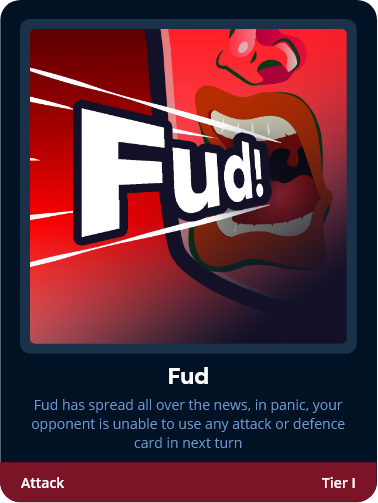 Fud!
Fud
Fud has spread all over the news, in panic, your
opponent is unable to use any attack or defence
card in next turn
Attack
Tier I